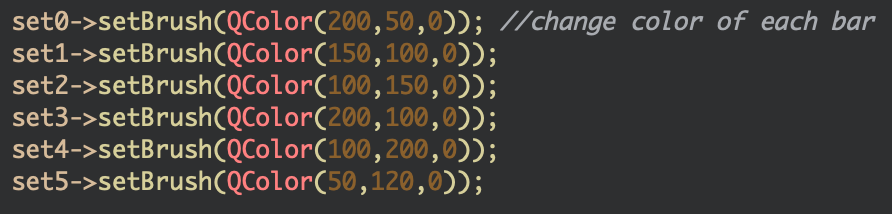 set0->setBrush(QColor(200,50,0)); //change color of each bar
set1->setBrush(QColor(150,100,0));
set2->setBrush(QColor(100,150,0));
set3->setBrush(QColor(200,100,0));
set4->setBrush(QColor(100,200,0));
set5->setBrush(QColor(50,120,0));